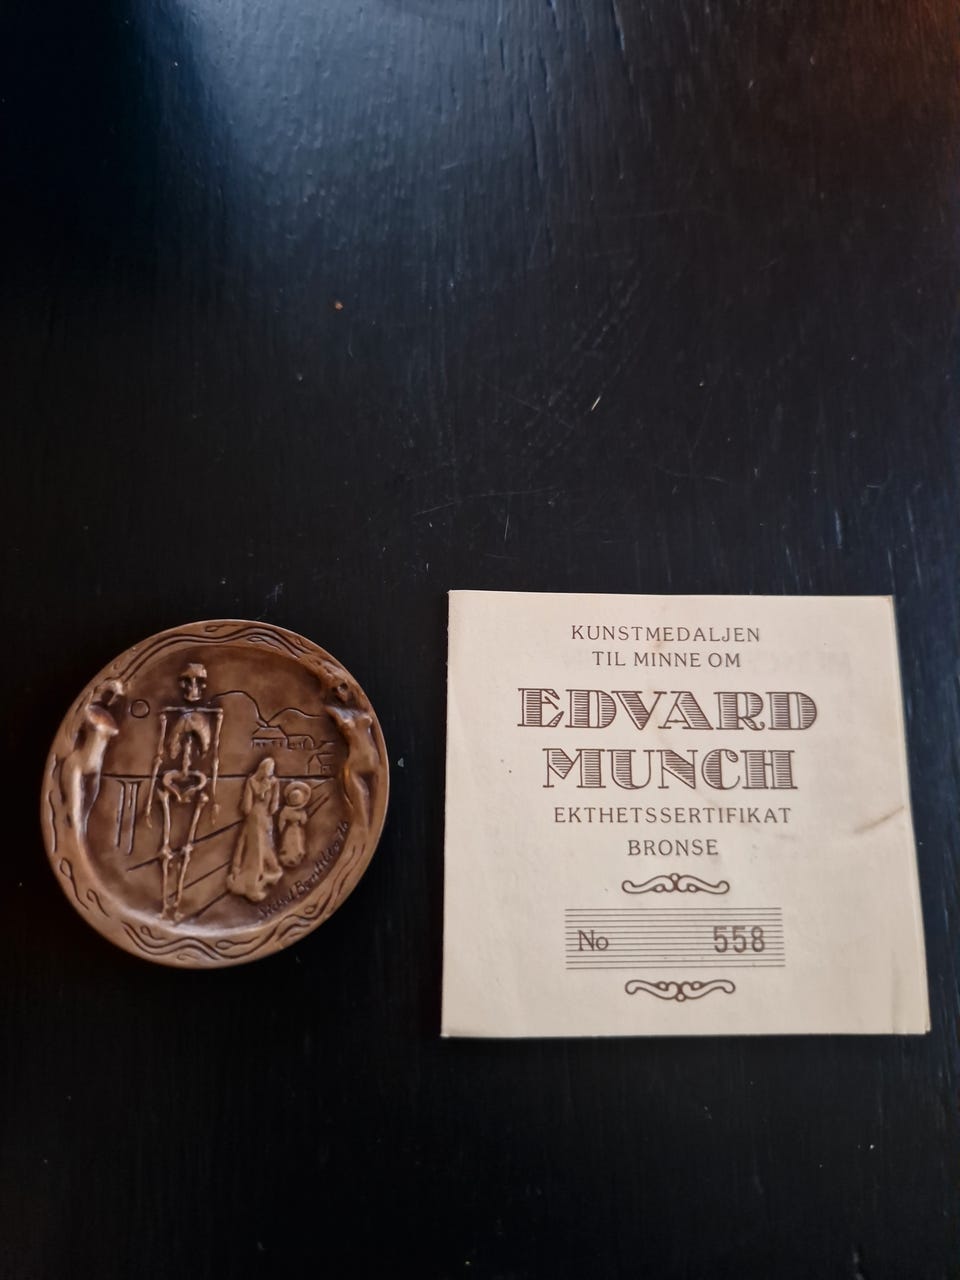 KUNSTMEDALJEN
TIL MINNE OM
EDVARD
MUNCH
EKTHETSSERTIFIKAT
BRONSE
No 558